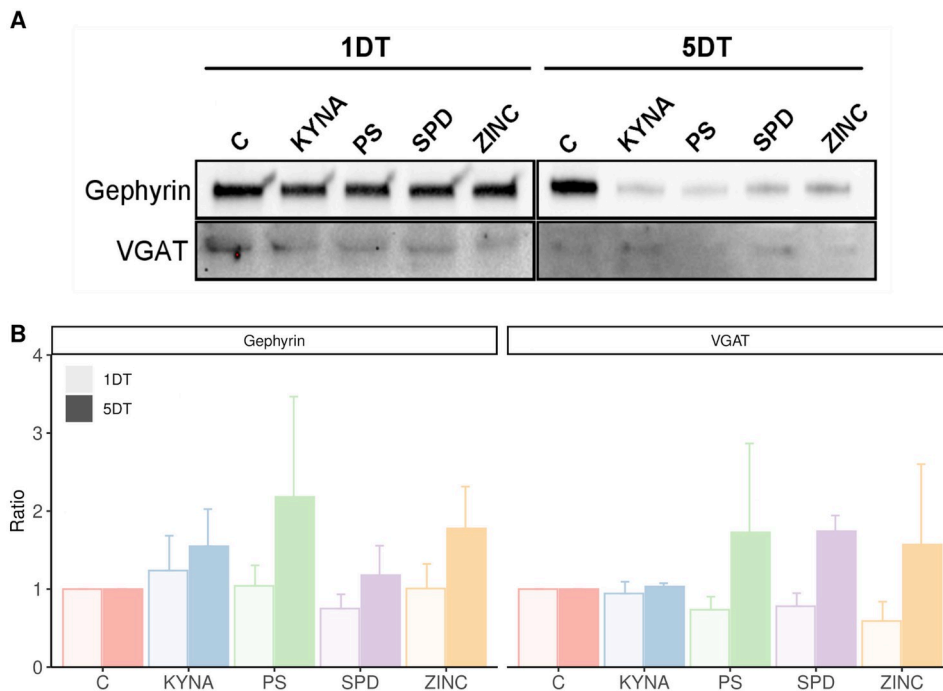 A
1DT 5DT
C KYNA PS SPD ZINC C KYNA PS SPD ZINC
Gephyrin
VGAT
B
Gephyrin VGAT
4
1DT
5DT
3
2
1
0
Ratio
C KYNA PS SPD ZINC C KYNA PS SPD ZINC